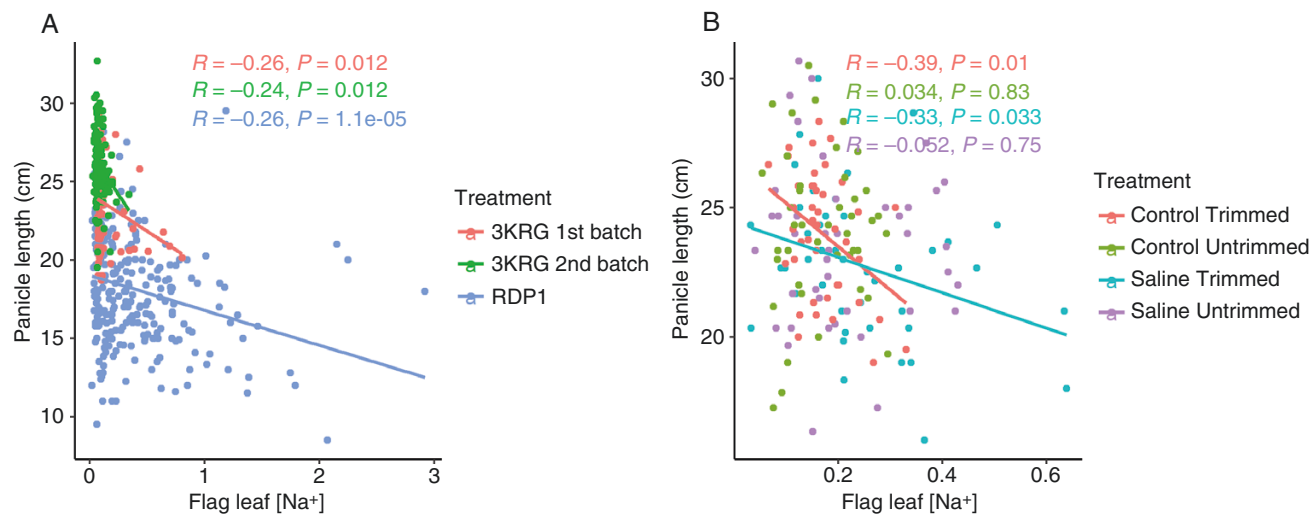 A
R = –0.26, P = 0.012
R = –0.24, P = 0.012
R = –0.26, P = 1.1e-05
Panicle length (cm)
30
25
20
15
10
0 1 2 3
Flag leaf [Na+]
Treatment
a 3KRG 1st batch
a 3KRG 2nd batch
a RDP1
B
R = –0.39, P = 0.01
R = 0.034, P = 0.83
R = –0.33, P = 0.033
R = –0.052, P = 0.75
Panicle length (cm)
30
25
20
0.2 0.4 0.6
Flag leaf [Na+]
Treatment
a Control Trimmed
a Control Untrimmed
a Saline Trimmed
a Saline Untrimmed